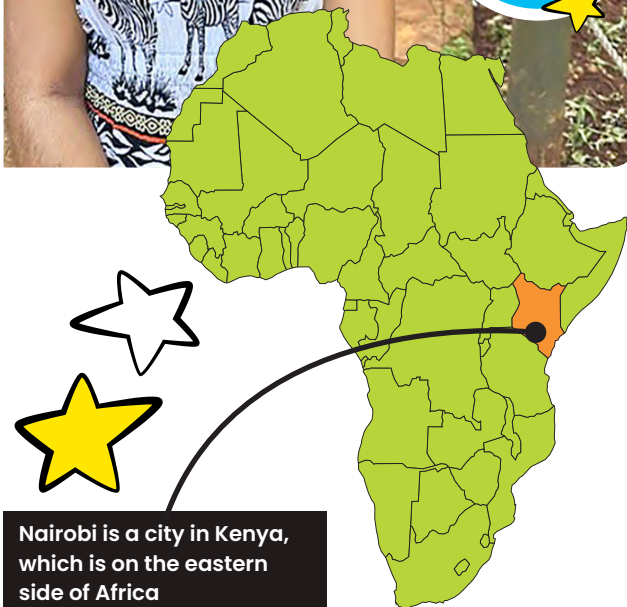 Nairobi is a city in Kenya,
which is on the eastern
side of Africa